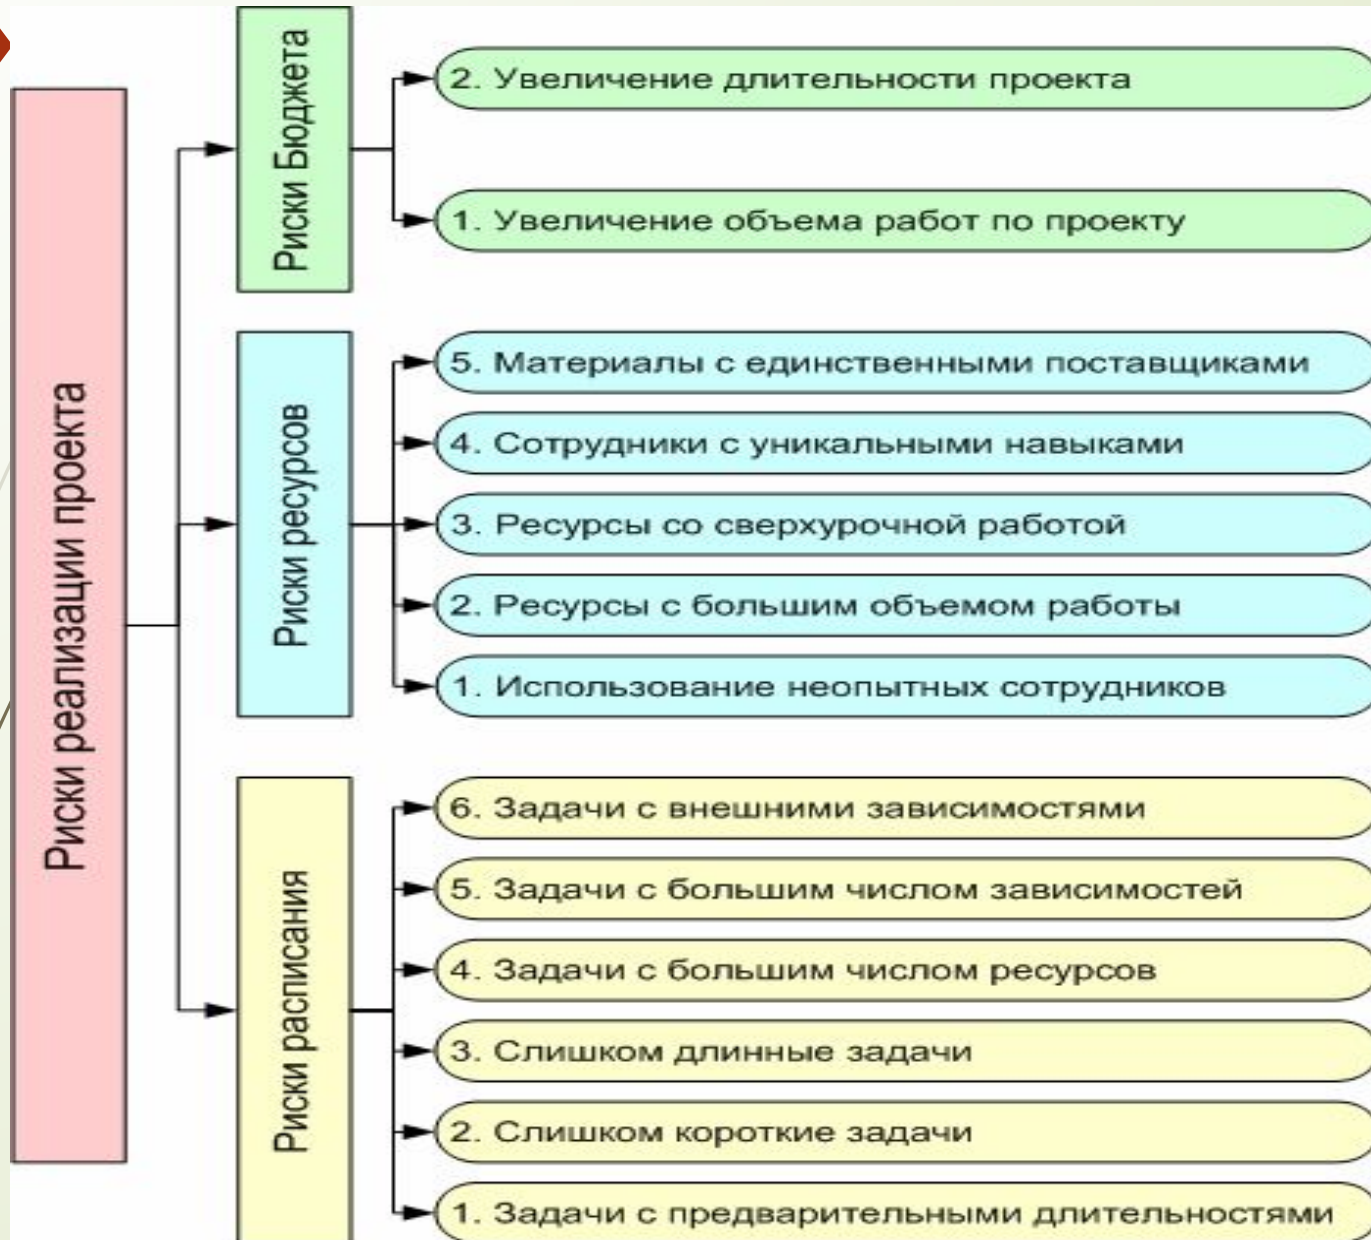 Риски реализации проекта
Риски Бюджета
2. Увеличение длительности проекта
1. Увеличение объема работ по проекту
Риски ресурсов
5. Материалы с единственными поставщиками
4. Сотрудники с уникальными навыками
3. Ресурсы со сверхурочной работой
2. Ресурсы с большим объемом работы
1. Использование неопытных сотрудников
Риски расписания
6. Задачи с внешними зависимостями
5. Задачи с большим числом зависимостей
4. Задачи с большим числом ресурсов
3. Слишком длинные задачи
2. Слишком короткие задачи
1. Задачи с предварительными длительностями